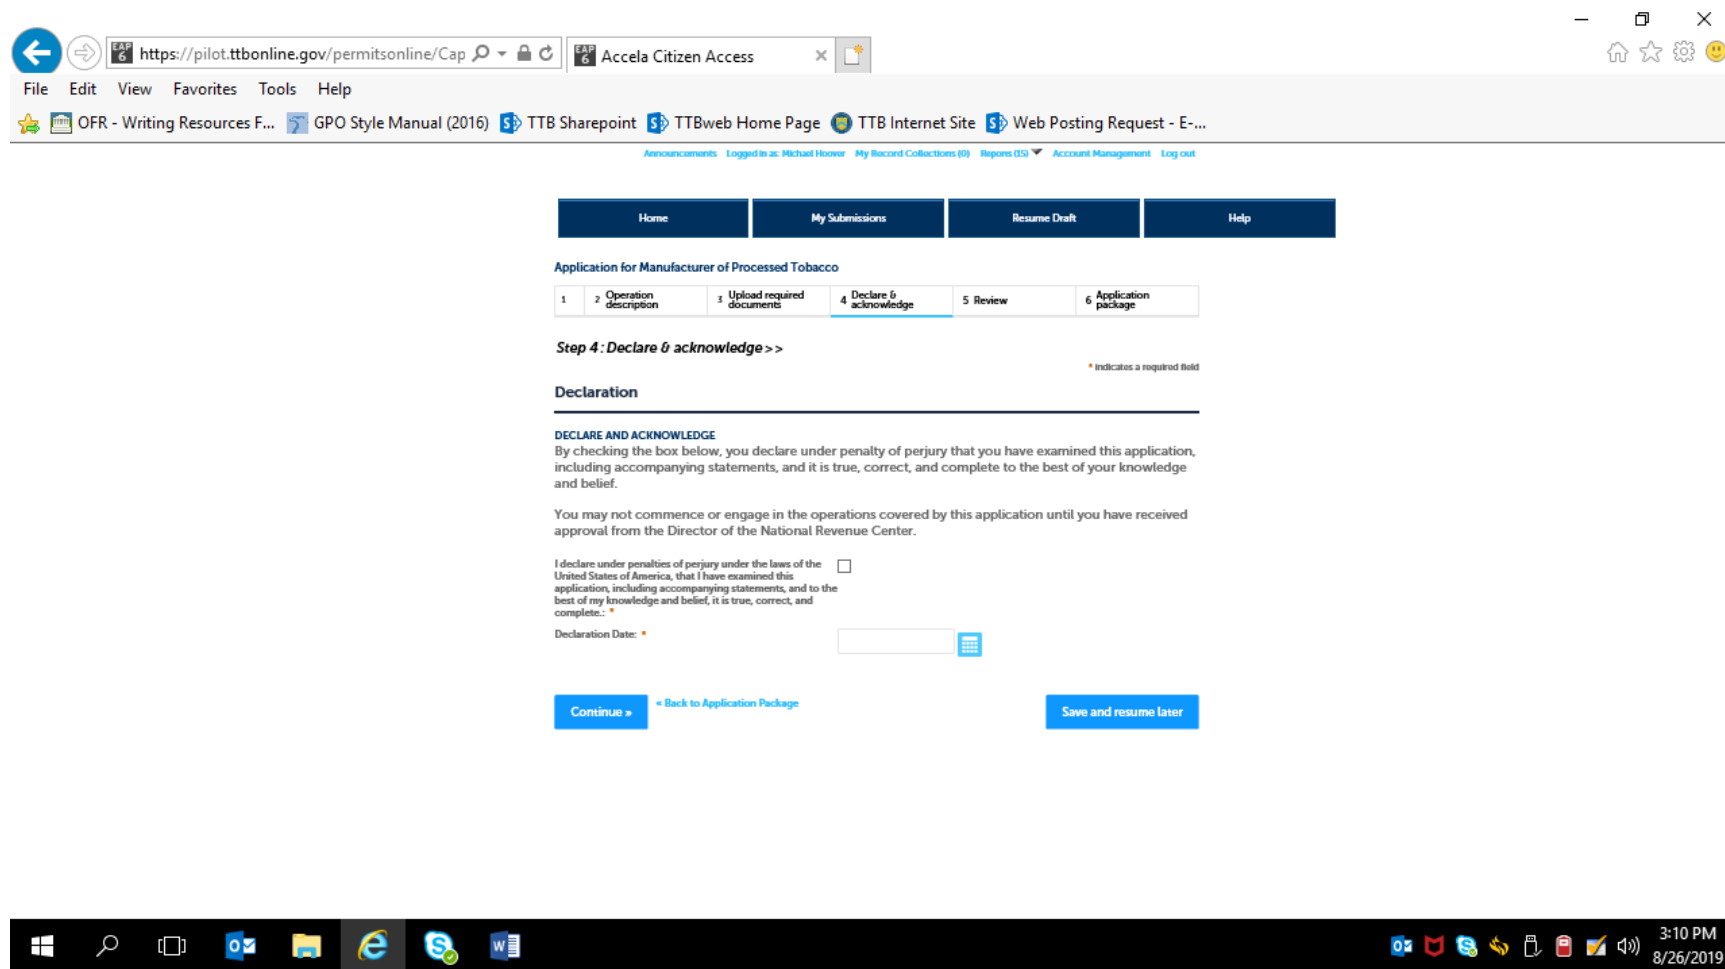 EAP 6 https://pilot.ttbonline.gov/permitsonline/Cap EAP 6 Accela Citizen Access
File Edit View Favorites Tools Help
OFR - Writing Resources F... GPO Style Manual (2016) TTB Sharepoint TTBweb Home Page TTB Internet Site Web Posting Request - E-...
Announcements Logged in as: Michael Hoover My Record Collections (0) Reports (15) Account Management Log out
Home My Submissions Resume Draft Help
Application for Manufacturer of Processed Tobacco
1 2 Operation description 3 Upload required documents 4 Declare & acknowledge 5 Review 6 Application package
Step 4: Declare & acknowledge>>
* indicates a required field
Declaration
DECLARE AND ACKNOWLEDGE
By checking the box below, you declare under penalty of perjury that you have examined this application,
including accompanying statements, and it is true, correct, and complete to the best of your knowledge
and belief.
You may not commence or engage in the operations covered by this application until you have received
approval from the Director of the National Revenue Center.
I declare under penalties of perjury under the laws of the
United States of America, that I have examined this
application, including accompanying statements, and to the
best of my knowledge and belief, it is true, correct, and
complete.: *
Declaration Date: *
Continue » « Back to Application Package Save and resume later
3:10 PM
8/26/2019